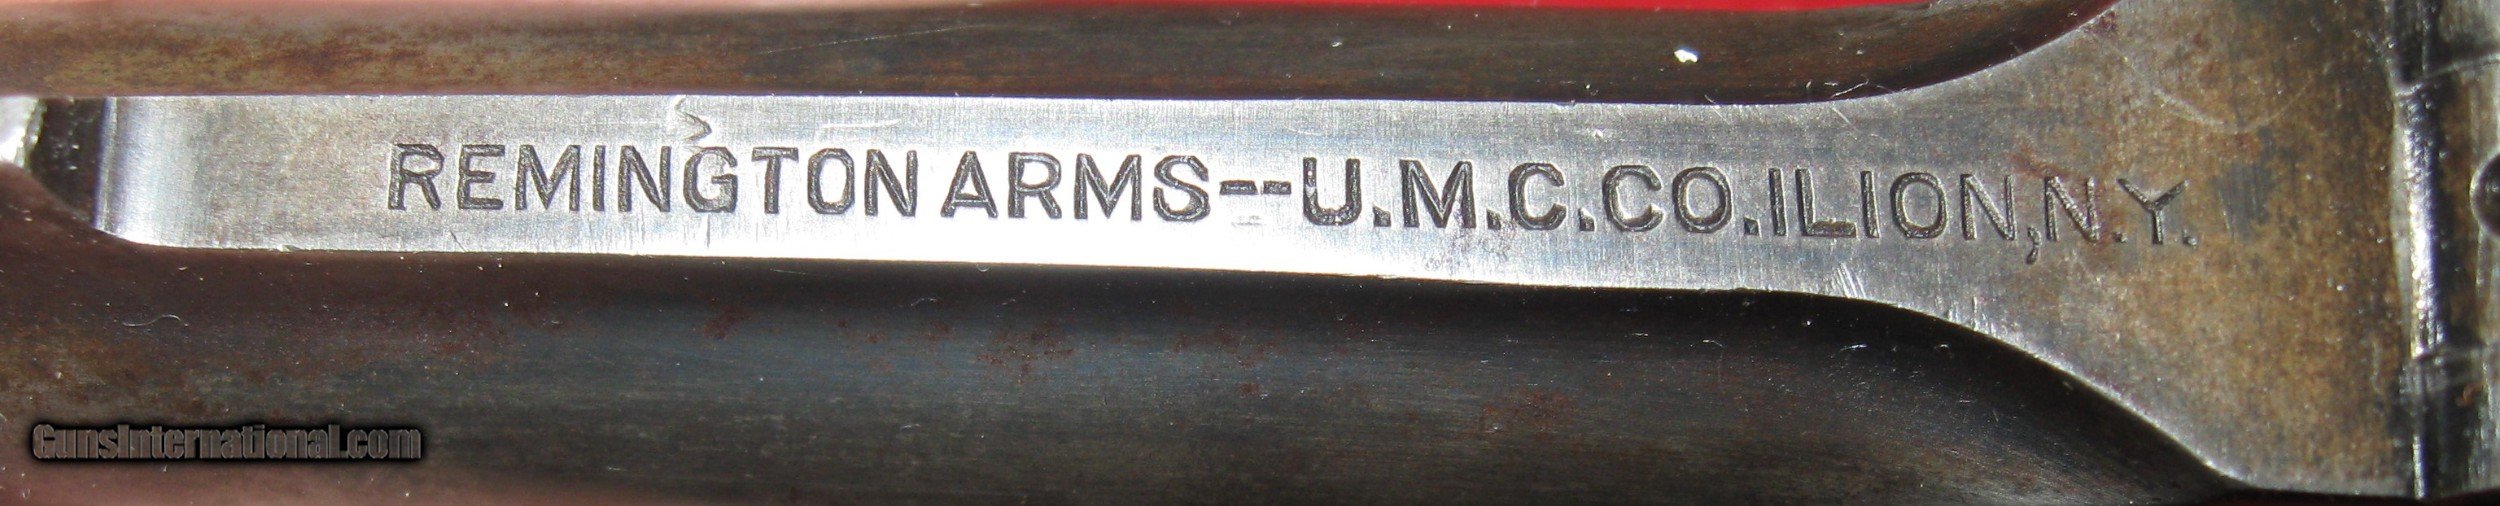 REMINGTON ARMS--U.M.C.CO.ILION,N.Y.
GunsInternational.com